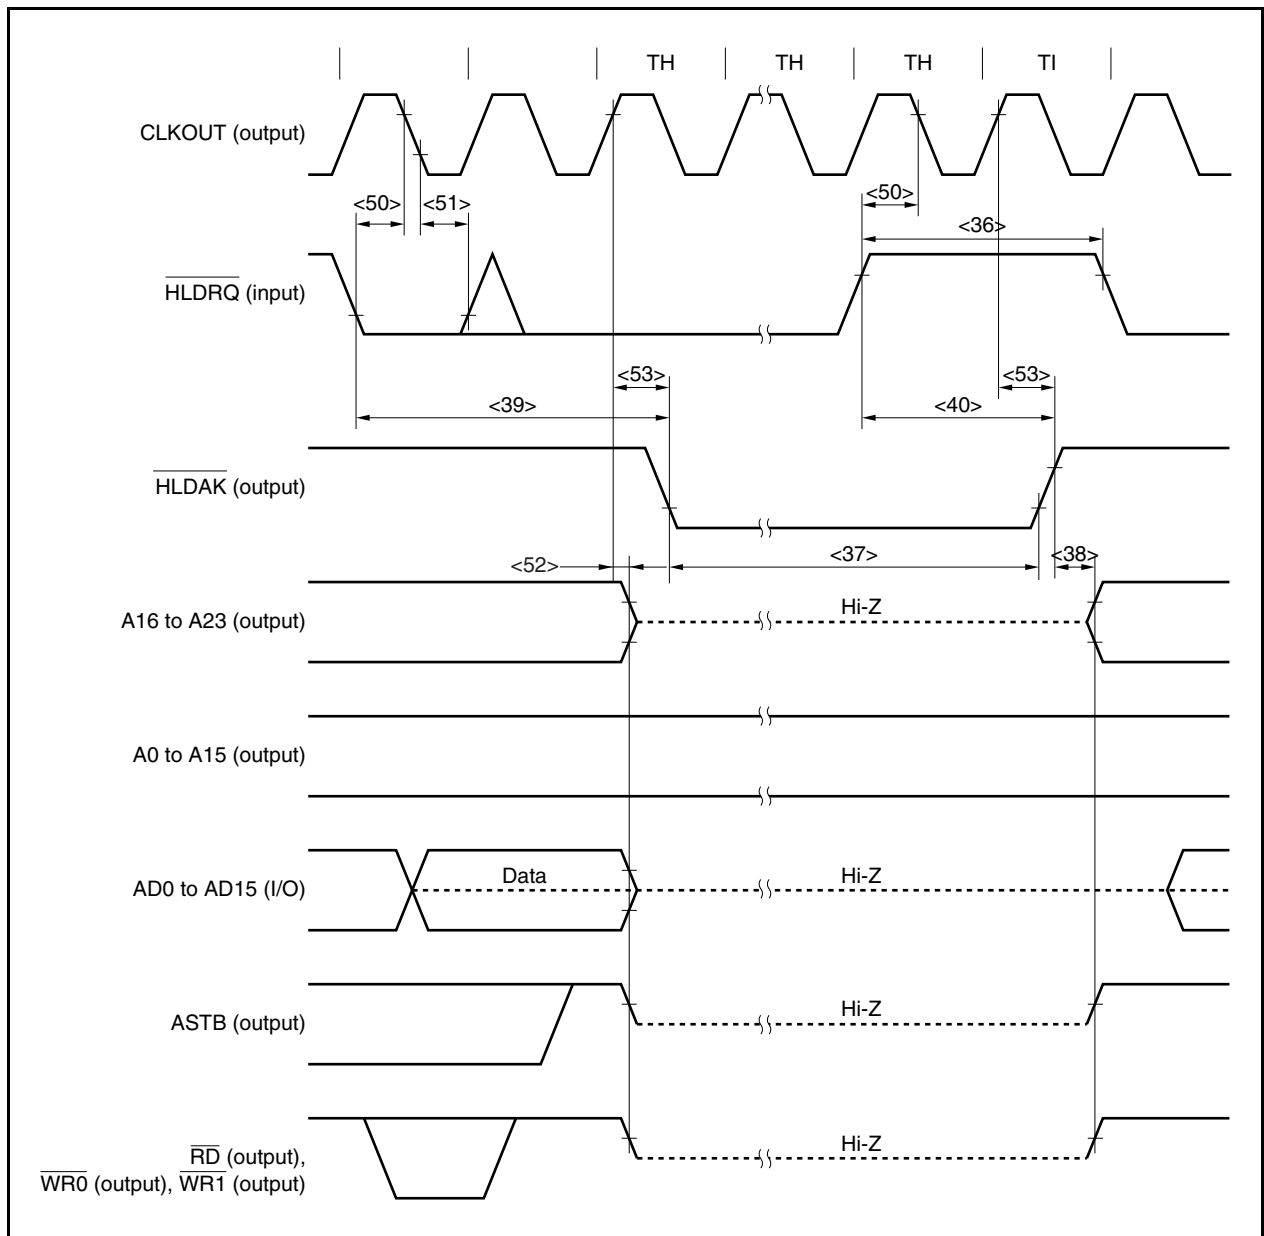 TH TH TH TI
CLKOUT (output)
<50> <51> <50>
<36>
HLDRQ (input)
<53> <53>
<39> <40>
HLDAK (output)
<52> <37> <38>
Hi-Z
A16 to A23 (output)
A0 to A15 (output)
Data Hi-Z
AD0 to AD15 (I/O)
Hi-Z
ASTB (output)
Hi-Z
RD (output),
WR0 (output), WR1 (output)